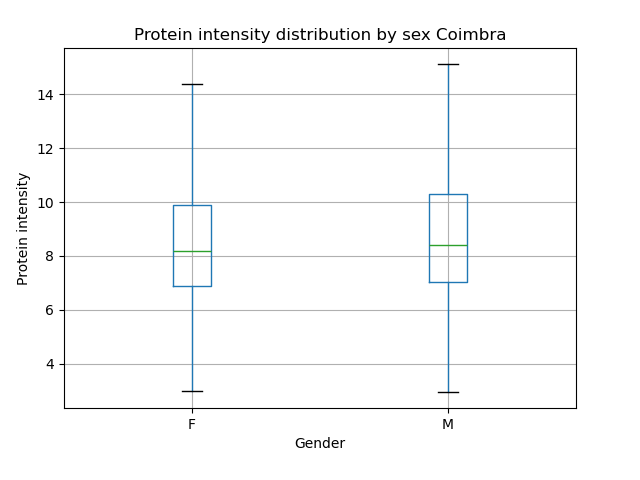 Protein intensity distribution by sex Coimbra
Protein intensity
14
12
10
8
6
4
F M
Gender